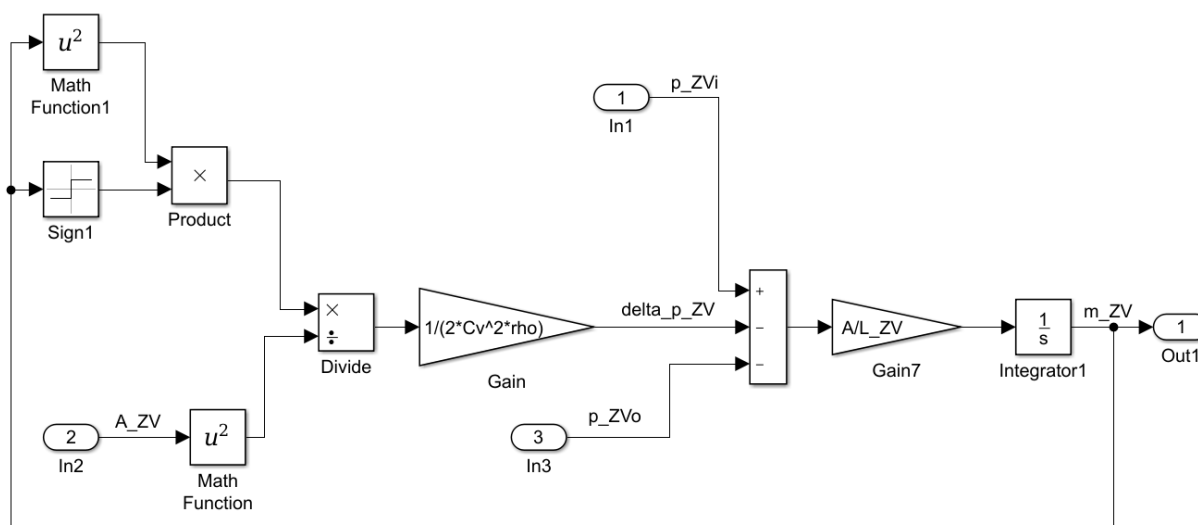 u²
Math
Function1
Sign1
×
Product
1
p_ZVi
In1
×
÷
Divide
1/(2*Cv^2*rho)
Gain
delta_p_ZV
+
−
−
A/L_ZV
Gain7
1
s
Integrator1
m_ZV
1
Out1
2
A_ZV
In2
u²
Math
Function
3
p_ZVo
In3